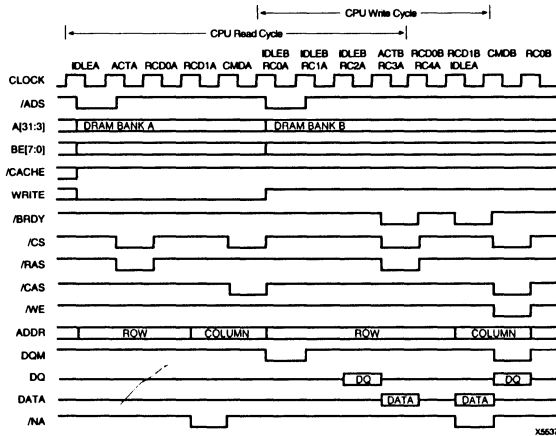 CPU Write Cycle
CPU Read Cycle
IDLEA ACTA RCD0A RCD1A CMDA IDLEB IDLEB IDLEB ACTB RCD0B RCD1B CMDB RC0B
RC0A RC1A RC2A RC3A RC4A IDLEA
CLOCK
/ADS
A[31:3] DRAM BANK A DRAM BANK B
BE[7:0]
/CACHE
WRITE
/BRDY
/CS
/RAS
/CAS
/WE
ADDR ROW COLUMN ROW COLUMN
DQM
DQ DQ DQ
DATA DATA DATA
/NA
X5537